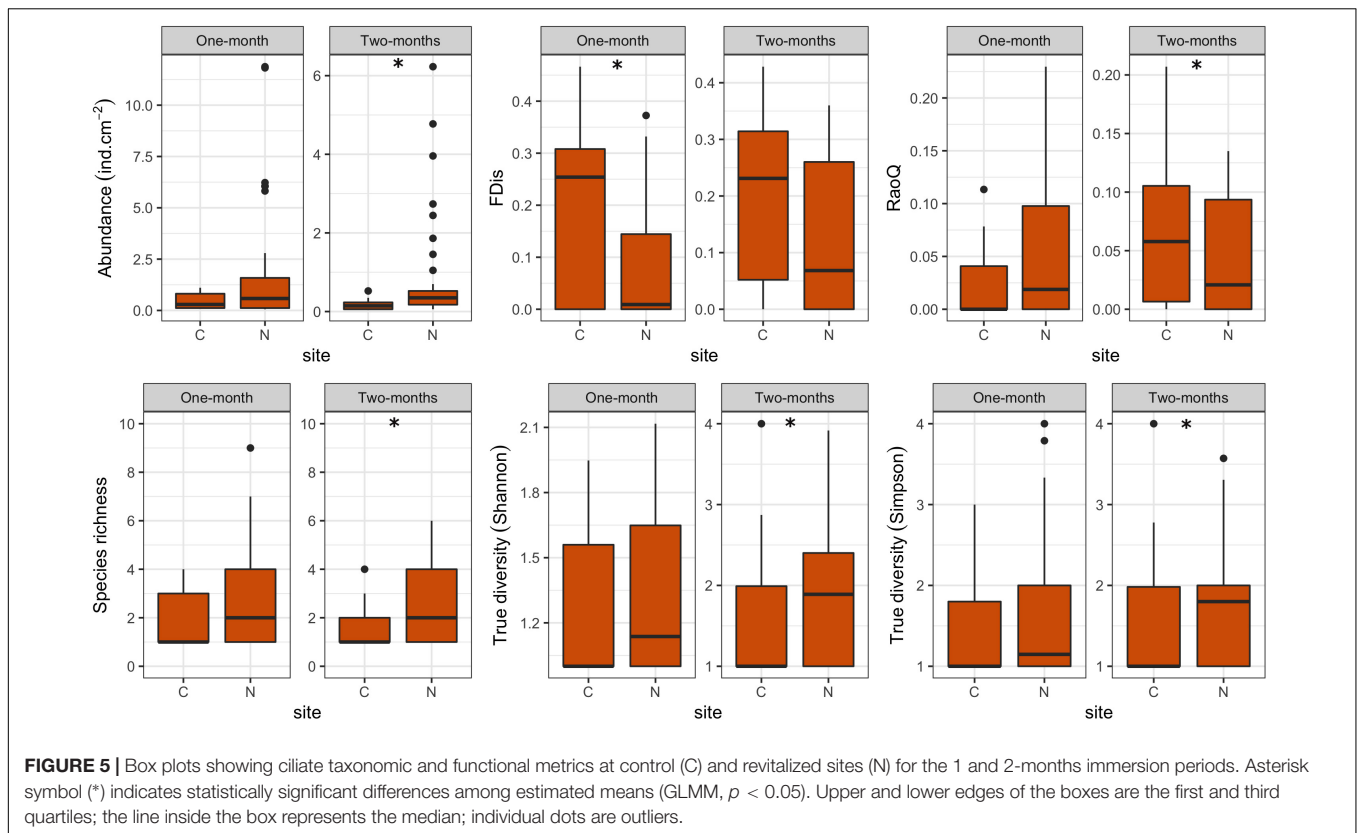 One-month
Two-months
One-month
Two-months
One-month
Two-months
Abundance (ind.cm−2)
10.0
7.5
5.0
2.5
0.0
*
6
4
2
0
FDis
0.4
0.3
0.2
0.1
0.0
*
0.4
0.3
0.2
0.1
0.0
RaoQ
0.20
0.15
0.10
0.05
0.00
*
0.20
0.15
0.10
0.05
0.00
C N C N
site
C N C N
site
C N C N
site
One-month
Two-months
One-month
Two-months
One-month
Two-months
Species richness
10
8
6
4
2
0
*
10
8
6
4
2
0
True diversity (Shannon)
2.1
1.8
1.5
1.2
*
4
3
2
1
True diversity (Simpson)
4
3
2
1
*
4
3
2
1
C N C N
site
C N C N
site
C N C N
site
FIGURE 5 | Box plots showing ciliate taxonomic and functional metrics at control (C) and revitalized sites (N) for the 1 and 2-months immersion periods. Asterisk
symbol (*) indicates statistically significant differences among estimated means (GLMM, p < 0.05). Upper and lower edges of the boxes are the first and third
quartiles; the line inside the box represents the median; individual dots are outliers.